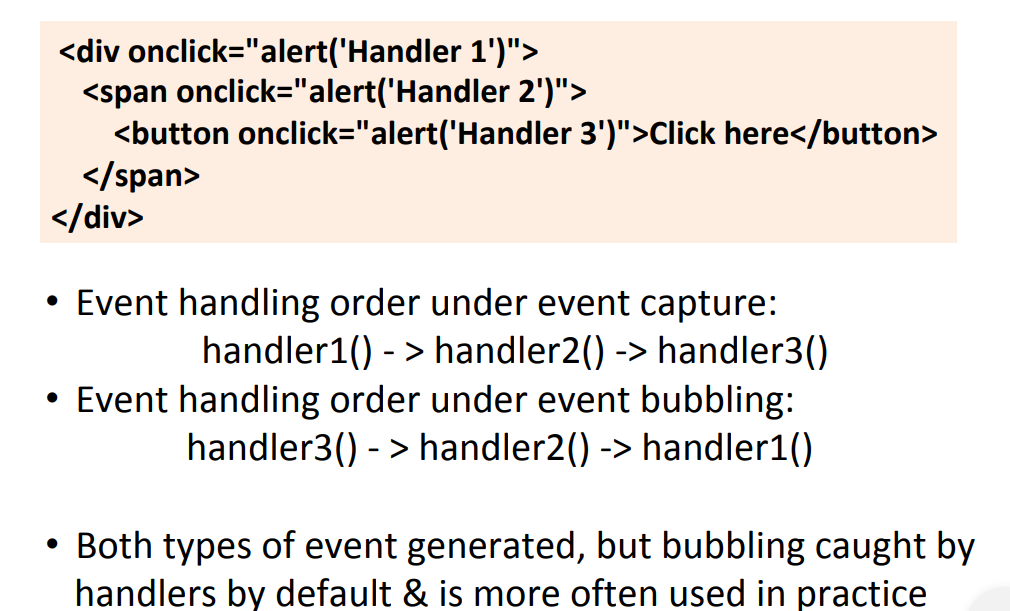 <div onclick="alert('Handler 1')">
<span onclick="alert('Handler 2')">
<button onclick="alert('Handler 3')">Click here</button>
</span>
</div>
• Event handling order under event capture:
handler1() - > handler2() -> handler3()
• Event handling order under event bubbling:
handler3() - > handler2() -> handler1()
• Both types of event generated, but bubbling caught by
handlers by default & is more often used in practice